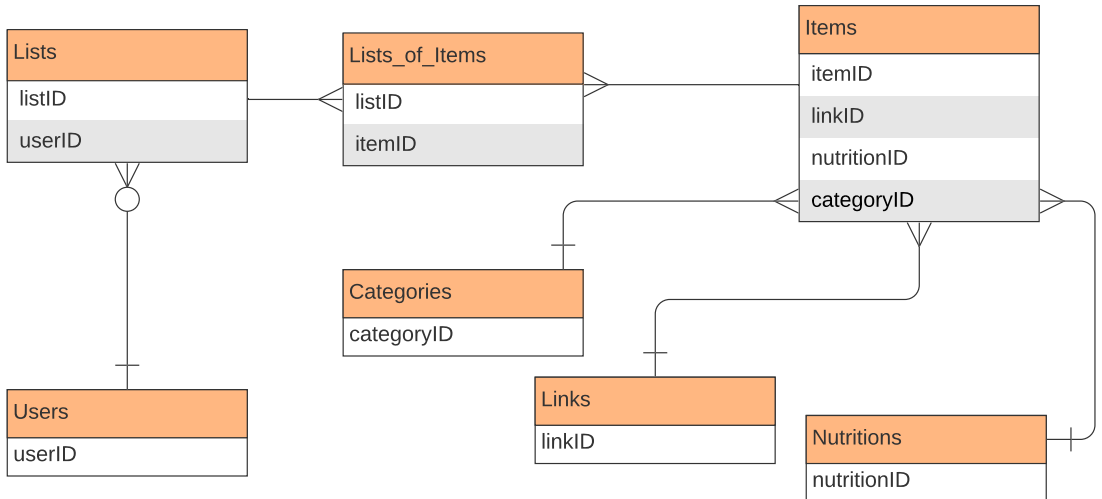 Lists
listID
userID
Lists_of_Items
listID
itemID
Items
itemID
linkID
nutritionID
categoryID
Categories
categoryID
Links
linkID
Users
userID
Nutritions
nutritionID